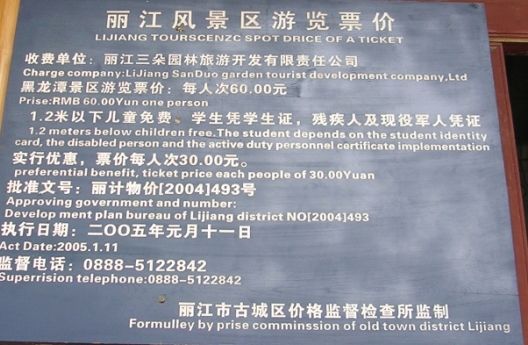 丽江风景区游览票价
LIJIANG TOURSCENZC SPOT DRICE OF A TICKET
收费单位：丽江三朵园林旅游开发有限责任公司
Charge company:LiJiang SanDuo garden tourist development company,Ltd
黑龙潭景区游览票价：每人次60.00元
Prise:RMB 60.00Yun one person
1.2米以下儿童免费。学生凭学生证，残疾人及现役军人凭证
1.2 meters below children free.The student depends on the student identity
card, the disabled person and the active duty personnel certificate implementation
实行优惠，票价每人次30.00元。
preferential benefit, ticket price each people of 30.00Yuan
批准文号：丽计物价[2004]493号
Approving government and number:
Develop ment plan bureau of Lijiang district NO[2004]493
执行日期：二OO五年元月十一日
Act Date:2005.1.11
监督电话：0888-5122842
Superrision telephone:0888-5122842
丽江市古城区价格监督检查所监制
Formulley by prise comminssion of old town district Lijiang